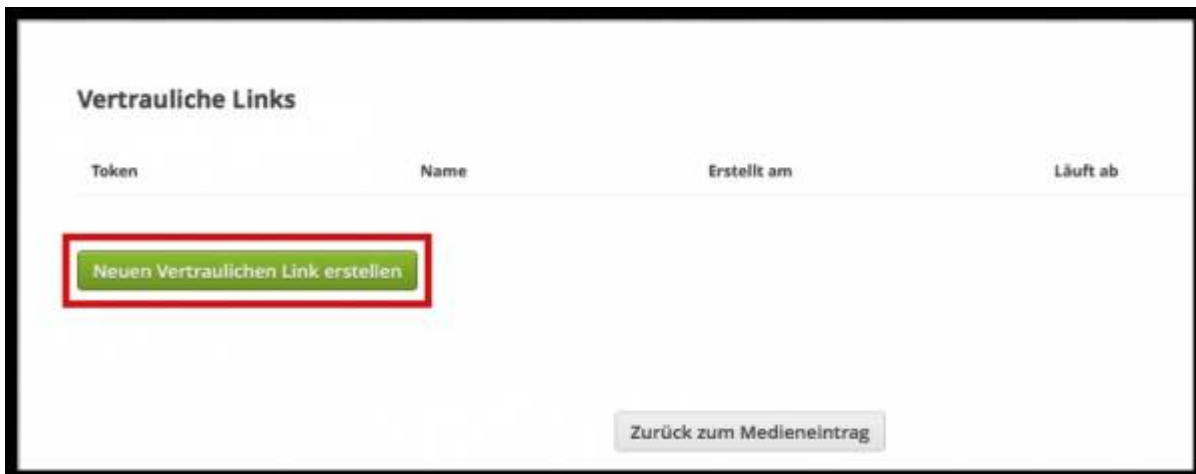 Vertrauliche Links
Token Name Erstellt am Läuft ab
Neuen Vertraulichen Link erstellen
Zurück zum Medieneintrag